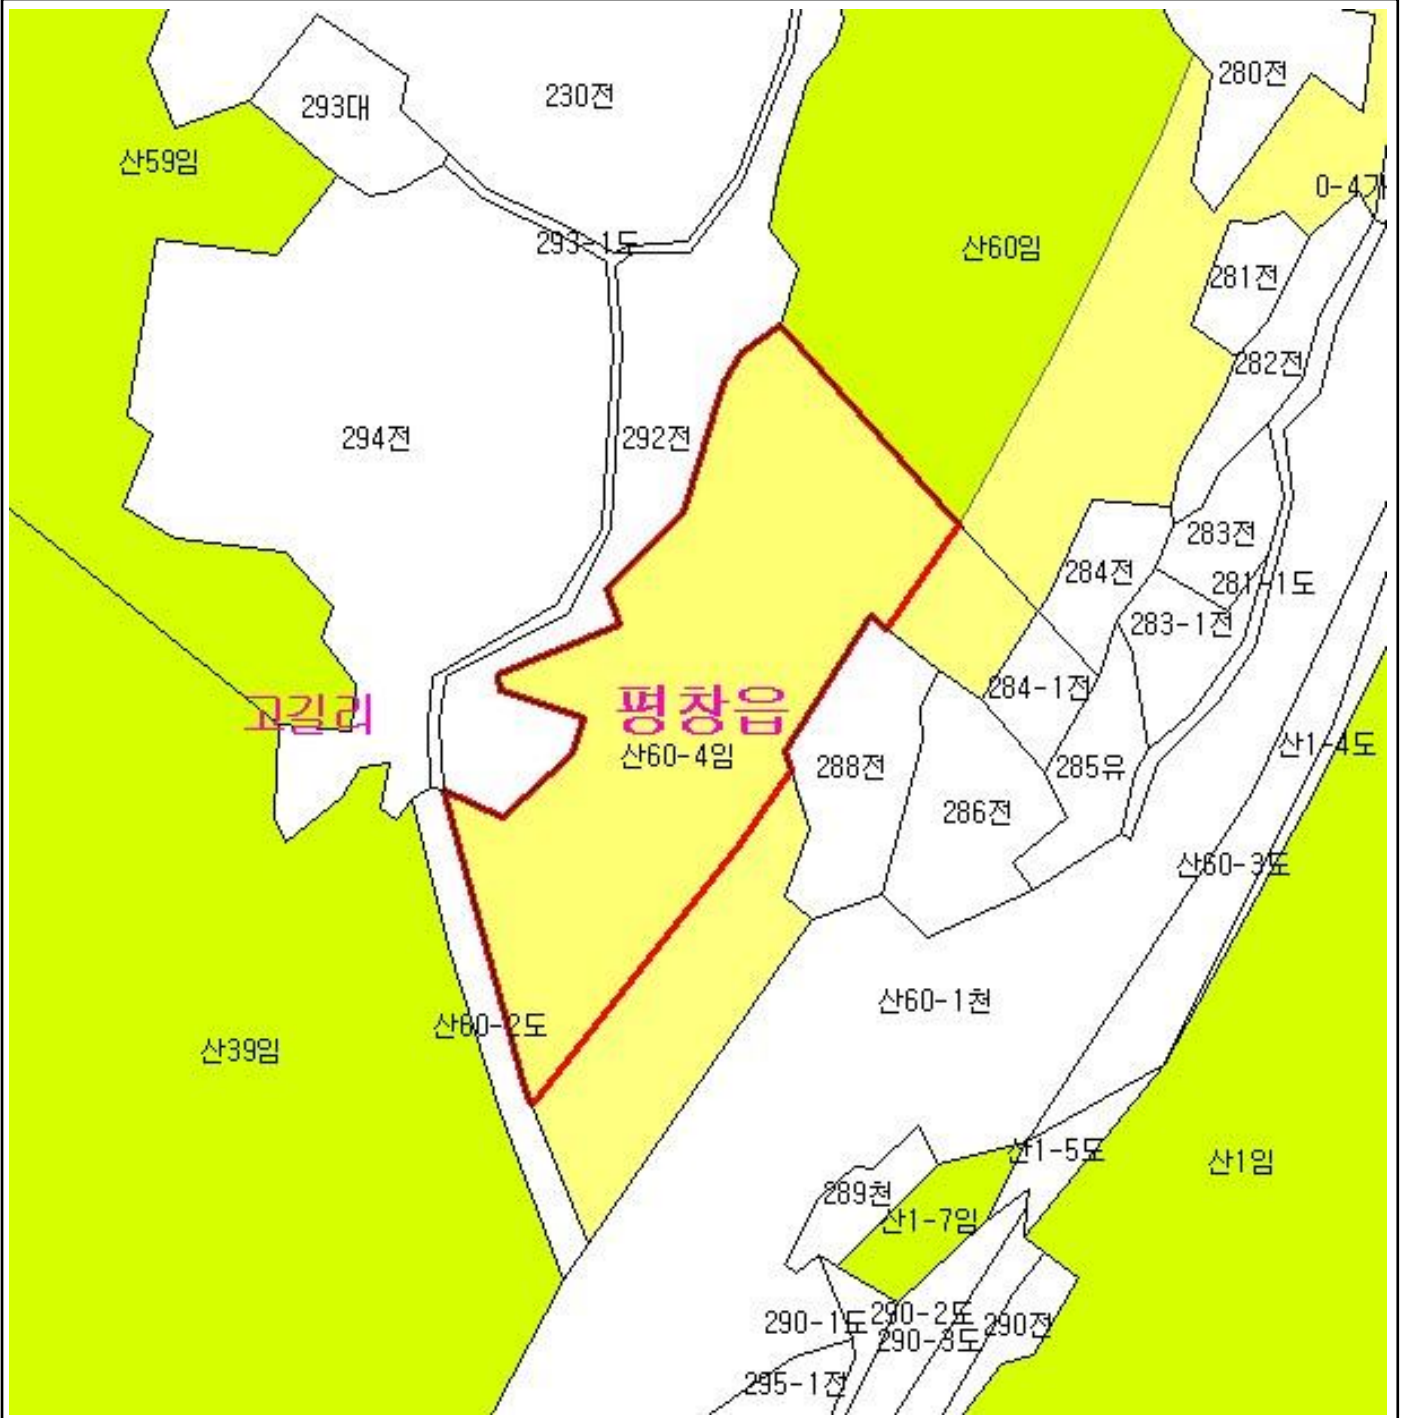 280전
230전
293대
산59임
0-4가
293-1도
산60임
281전
282전
294전
292전
283전
284전
281-1도
283-1전
284-1전
고길리
평창읍
산1-4도
산60-4임
288전
285유
286전
산60-3도
산60-1천
산60-2도
산39임
산1-5도
산1임
289천
산1-7임
290-2도
290-1도
290전
290-3도
295-1전